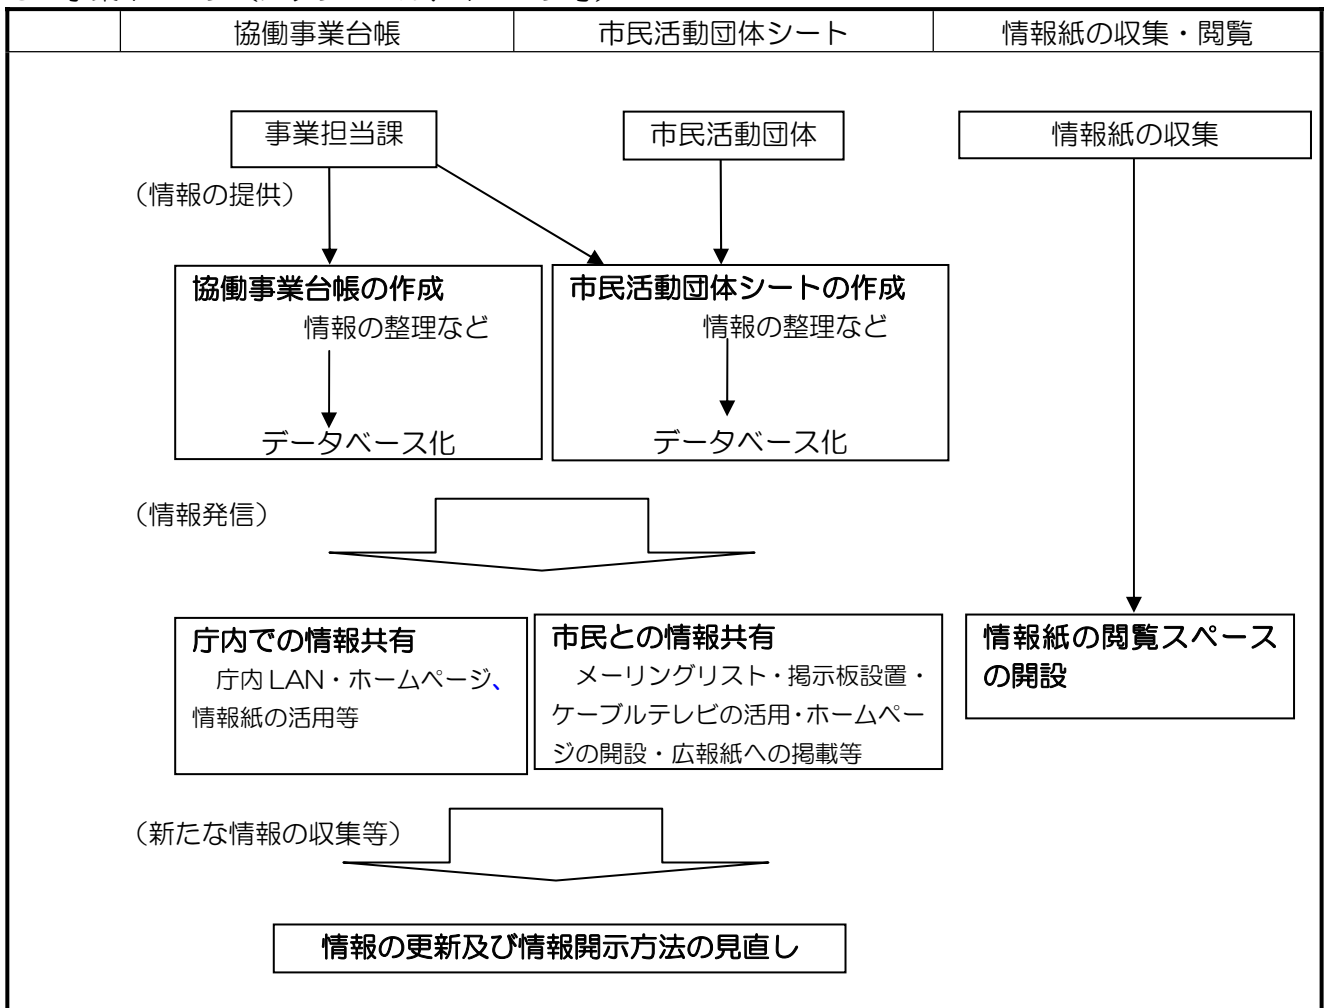 協働事業台帳
市民活動団体シート
情報紙の収集・閲覧
事業担当課
市民活動団体
情報紙の収集
（情報の提供）
協働事業台帳の作成
情報の整理など
データベース化
市民活動団体シートの作成
情報の整理など
データベース化
（情報発信）
庁内での情報共有
庁内 LAN・ホームページ、
情報紙の活用等
市民との情報共有
メーリングリスト・掲示板設置・
ケーブルテレビの活用・ホームペー
ジの開設・広報紙への掲載等
情報紙の閲覧スペース
の開設
（新たな情報の収集等）
情報の更新及び情報開示方法の見直し